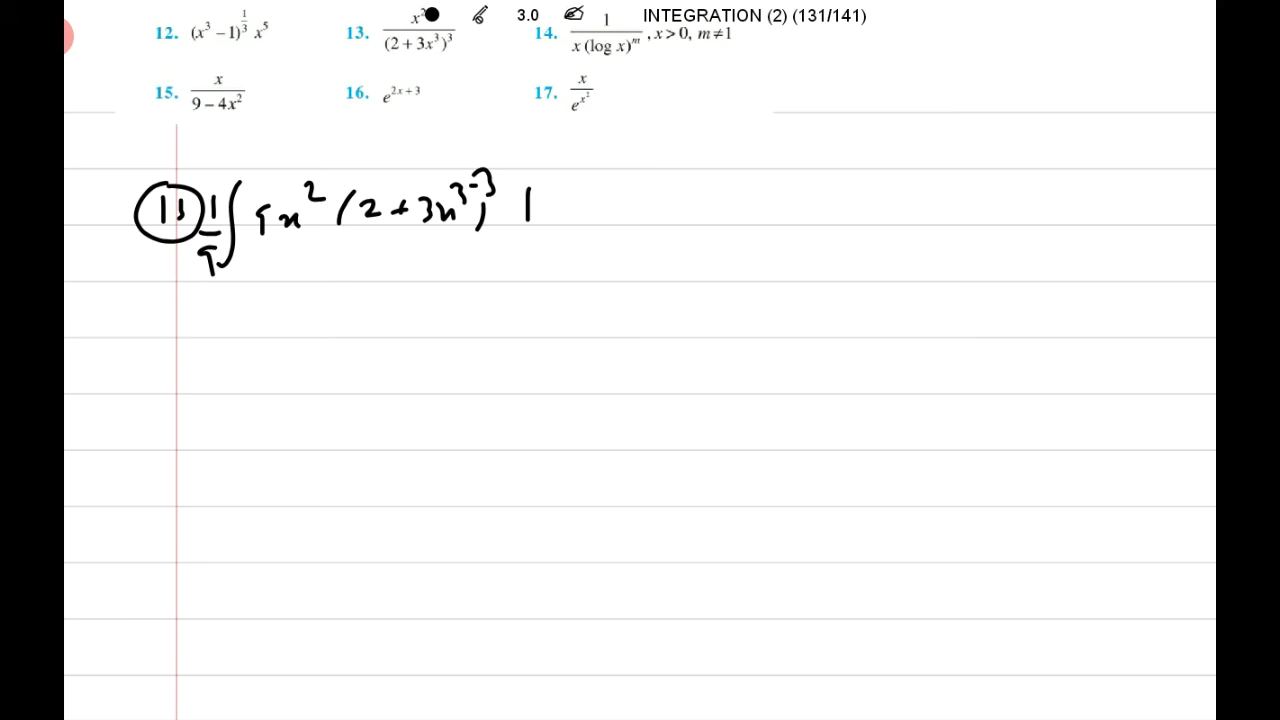 3.0 INTEGRATION (2) (131/141)
12. (x³ – 1)^(1/3) x⁵ 13. x²/(2 + 3x³)³ 14. 1/(x (log x)^m), x > 0, m ≠ 1
15. x/(9 – 4x²) 16. e^(2x + 3) 17. x/e^(x²)
13 1/9 ∫ 9x² (2 + 3x³)⁻³